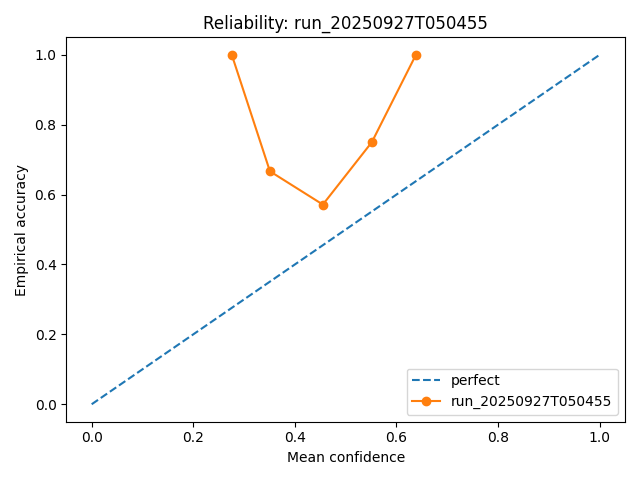 Reliability: run_20250927T050455
1.0
0.8
0.6
0.4
0.2
0.0
Empirical accuracy
perfect
run_20250927T050455
0.0 0.2 0.4 0.6 0.8 1.0
Mean confidence